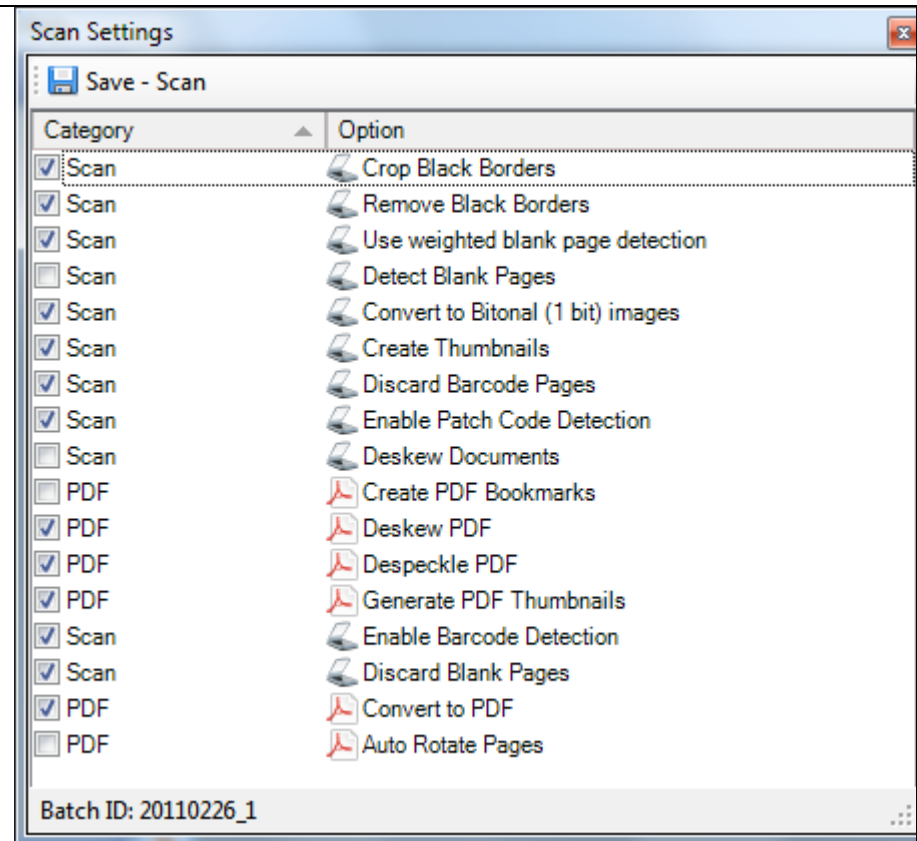 Scan Settings
Save - Scan
Category Option
Scan Crop Black Borders
Scan Remove Black Borders
Scan Use weighted blank page detection
Scan Detect Blank Pages
Scan Convert to Bitonal (1 bit) images
Scan Create Thumbnails
Scan Discard Barcode Pages
Scan Enable Patch Code Detection
Scan Deskew Documents
PDF Create PDF Bookmarks
PDF Deskew PDF
PDF Despeckle PDF
PDF Generate PDF Thumbnails
Scan Enable Barcode Detection
Scan Discard Blank Pages
PDF Convert to PDF
PDF Auto Rotate Pages
Batch ID: 20110226_1